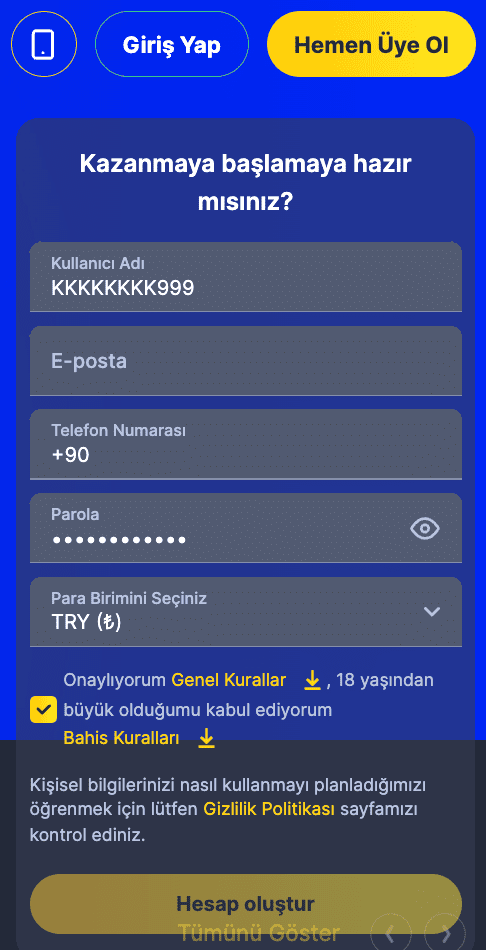 Giriş Yap
Hemen Üye Ol
Kazanmaya başlamaya hazır
mısınız?
Kullanıcı Adı
KKKKKKKK999
E-posta
Telefon Numarası
+90
Parola
••••••••••••
Para Birimini Seçiniz
TRY (₺)
Onaylıyorum Genel Kurallar , 18 yaşından
büyük olduğumu kabul ediyorum
Bahis Kuralları
Kişisel bilgilerinizi nasıl kullanmayı planladığımızı
öğrenmek için lütfen Gizlilik Politikası sayfamızı
kontrol ediniz.
Hesap oluştur
Tümünü Göster